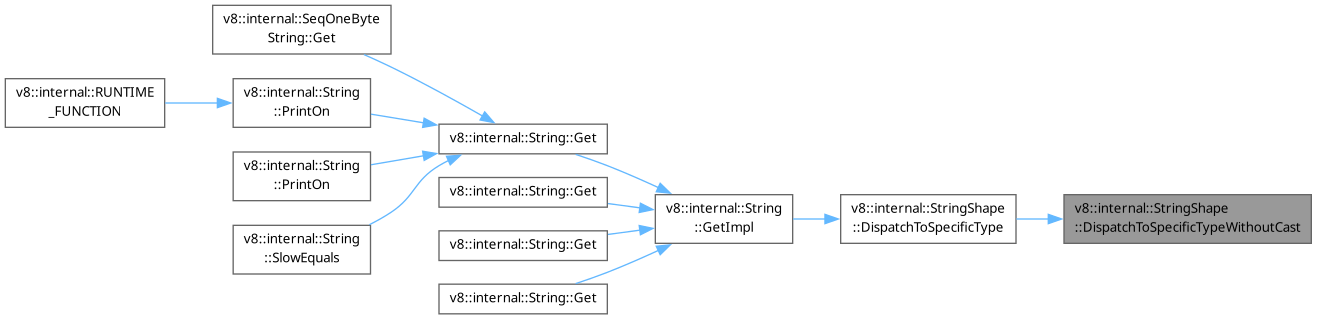 v8::internal::SeqOneByte
String::Get
v8::internal::RUNTIME
_FUNCTION
v8::internal::String
::PrintOn
v8::internal::String::Get
v8::internal::String
::PrintOn
v8::internal::String::Get
v8::internal::String
::GetImpl
v8::internal::StringShape
::DispatchToSpecificType
v8::internal::StringShape
::DispatchToSpecificTypeWithoutCast
v8::internal::String
::SlowEquals
v8::internal::String::Get
v8::internal::String::Get